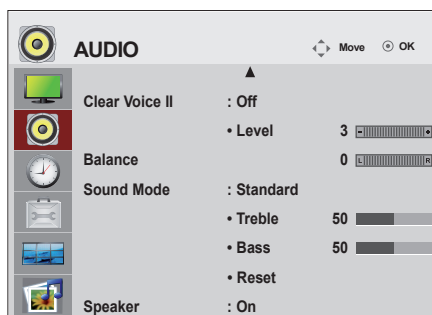 AUDIO
Move OK
Clear Voice II : Off
• Level 3 - +
Balance 0 L R
Sound Mode : Standard
• Treble 50
• Bass 50
• Reset
Speaker : On